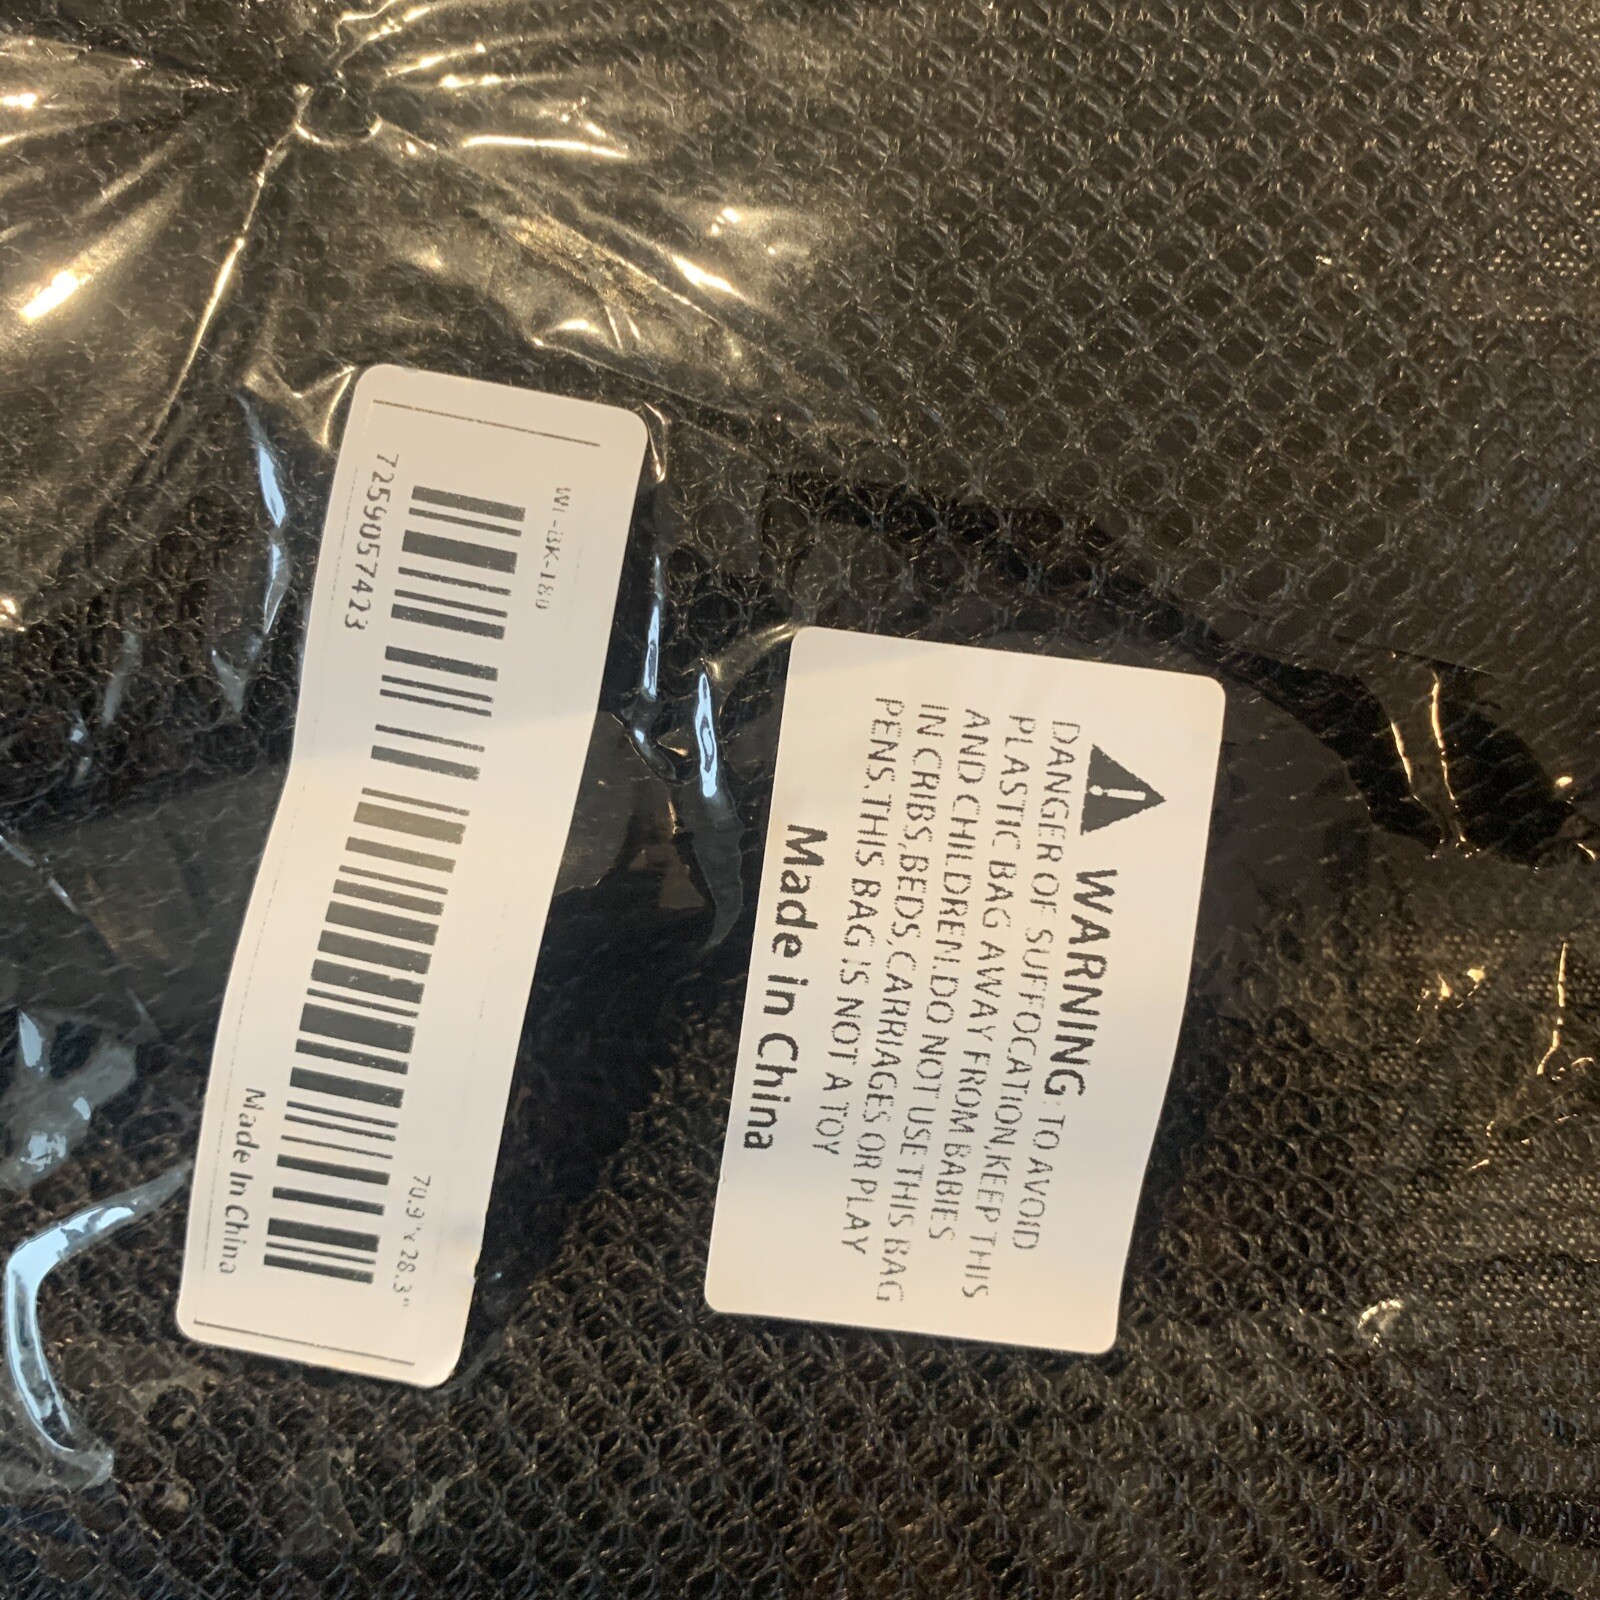 WL-BK-180
70.9"x28.3"
7259057423
Made In China
WARNING: TO AVOID
DANGER OF SUFFOCATION,KEEP THIS
PLASTIC BAG AWAY FROM BABIES
AND CHILDREN.DO NOT USE THIS BAG
IN CRIBS,BEDS,CARRIAGES OR PLAY
PENS.THIS BAG IS NOT A TOY
Made in China